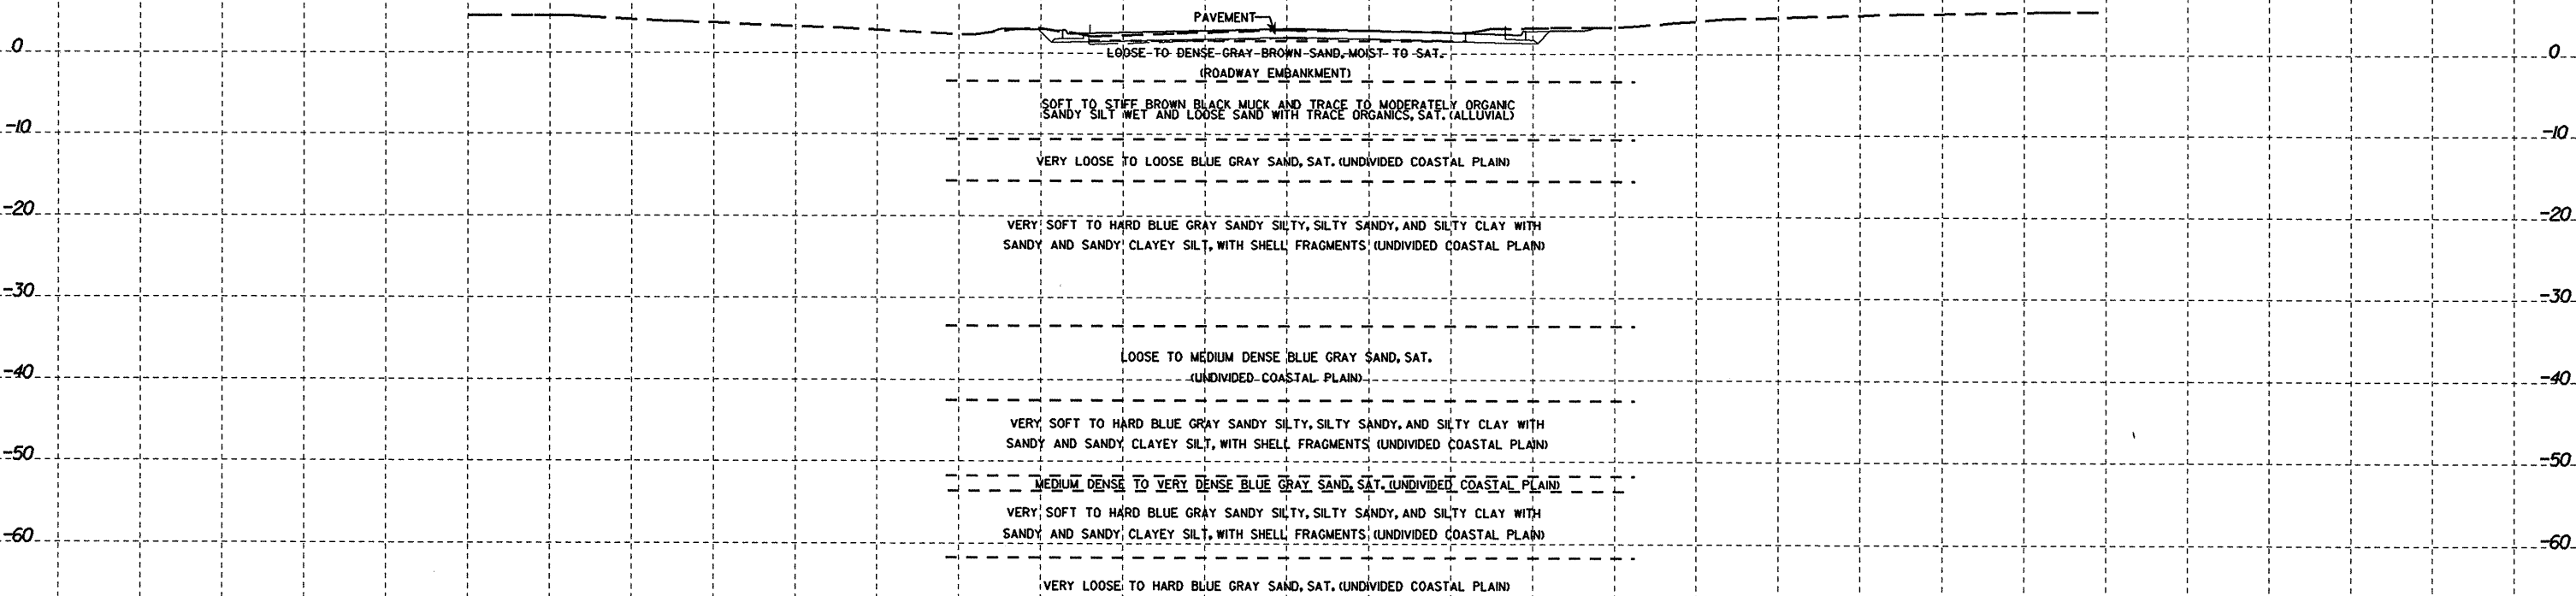 PAVEMENT
0 0
LOOSE TO DENSE GRAY BROWN SAND, MOIST TO SAT.
(ROADWAY EMBANKMENT)
SOFT TO STIFF BROWN BLACK MUCK AND TRACE TO MODERATELY ORGANIC
SANDY SILT WET AND LOOSE SAND WITH TRACE ORGANICS, SAT. (ALLUVIAL)
-10 -10
VERY LOOSE TO LOOSE BLUE GRAY SAND, SAT. (UNDIVIDED COASTAL PLAIN)
-20 -20
VERY SOFT TO HARD BLUE GRAY SANDY SILTY, SILTY SANDY, AND SILTY CLAY WITH
SANDY AND SANDY CLAYEY SILT, WITH SHELL FRAGMENTS (UNDIVIDED COASTAL PLAIN)
-30 -30
LOOSE TO MEDIUM DENSE BLUE GRAY SAND, SAT.
(UNDIVIDED COASTAL PLAIN)
-40 -40
VERY SOFT TO HARD BLUE GRAY SANDY SILTY, SILTY SANDY, AND SILTY CLAY WITH
SANDY AND SANDY CLAYEY SILT, WITH SHELL FRAGMENTS (UNDIVIDED COASTAL PLAIN)
-50 -50
MEDIUM DENSE TO VERY DENSE BLUE GRAY SAND, SAT. (UNDIVIDED COASTAL PLAIN)
VERY SOFT TO HARD BLUE GRAY SANDY SILTY, SILTY SANDY, AND SILTY CLAY WITH
SANDY AND SANDY CLAYEY SILT, WITH SHELL FRAGMENTS (UNDIVIDED COASTAL PLAIN)
-60 -60
VERY LOOSE TO HARD BLUE GRAY SAND, SAT. (UNDIVIDED COASTAL PLAIN)